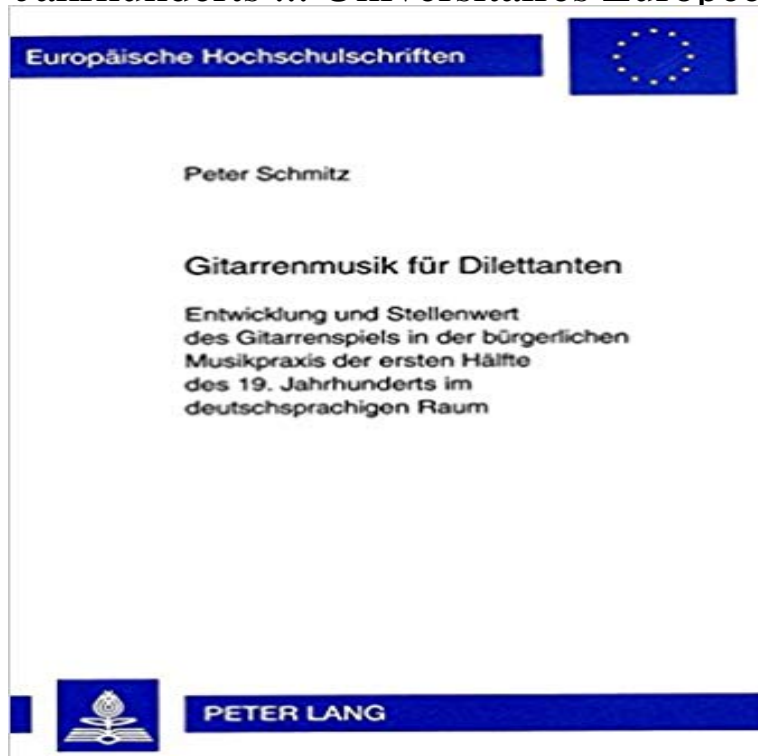 Europäische Hochschulschriften
Peter Schmitz
Gitarrenmusik für Dilettanten
Entwicklung und Stellenwert
des Gitarrenspiels in der bürgerlichen
Musikpraxis der ersten Hälfte
des 19. Jahrhunderts im
deutschsprachigen Raum
PETER LANG